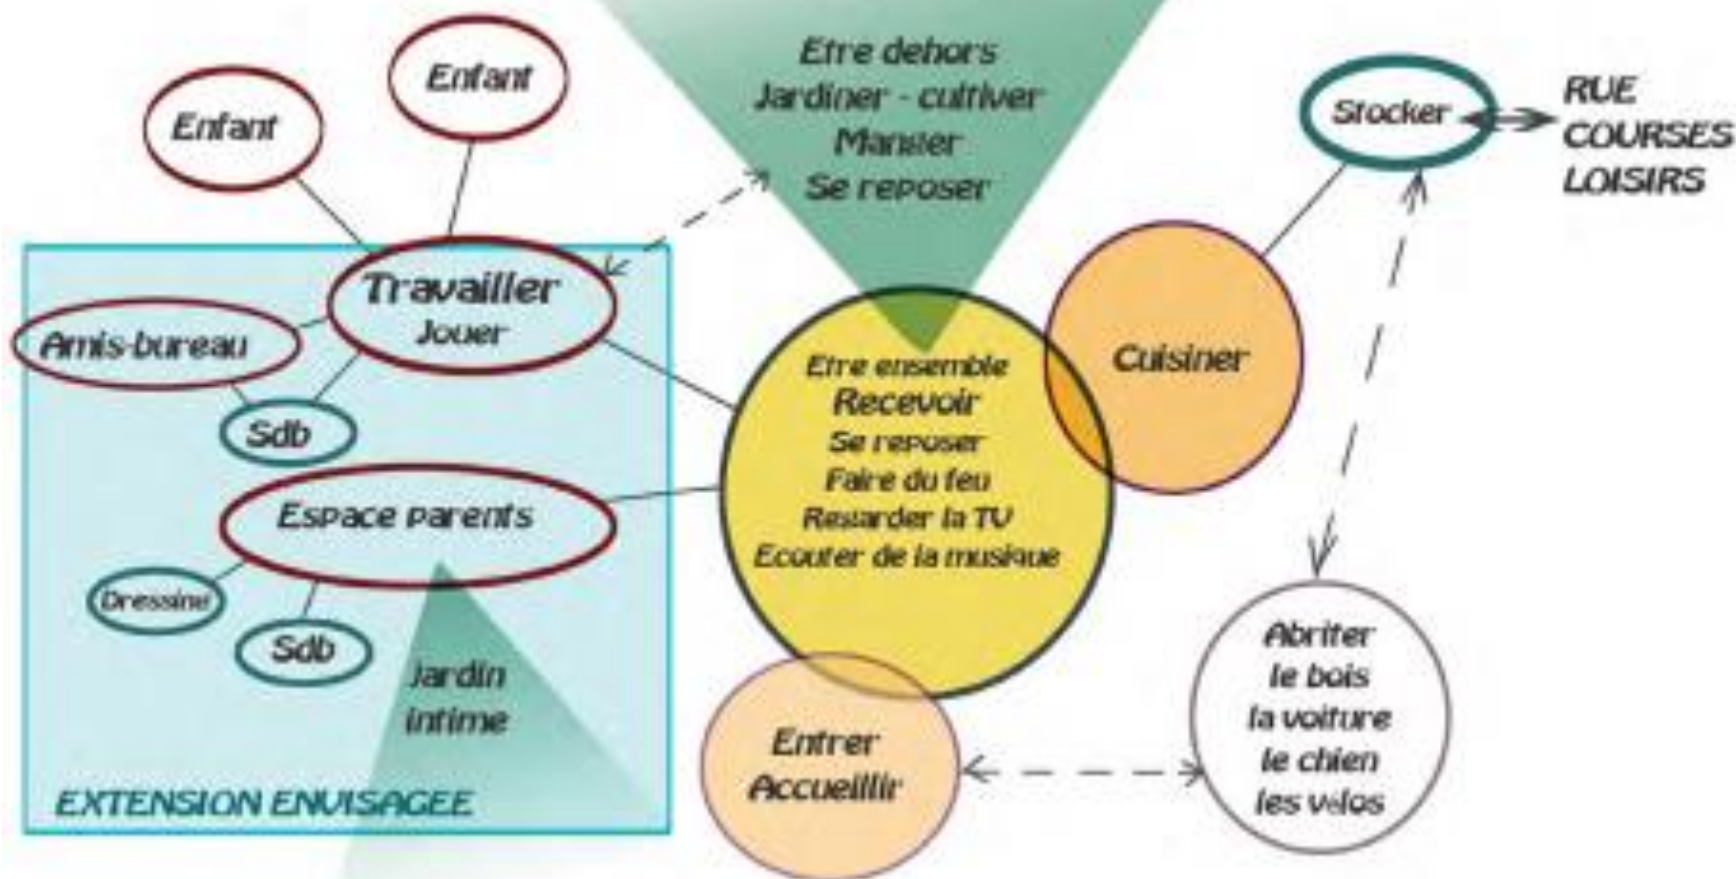 Enfant
Enfant
Etre dehors
Jardiner - cultiver
Manger
Se reposer
Stocker
RUE
COURSES
LOISIRS
Travailler
Jouer
Amis-bureau
Sdb
Cuisiner
Etre ensemble
Recevoir
Se reposer
Faire du feu
Regarder la TV
Ecouter de la musique
Espace parents
Dressing
Sdb
Jardin
intime
EXTENSION ENVISAGEE
Entrer
Accueillir
Abriter
le bois
la voiture
le chien
les vélos